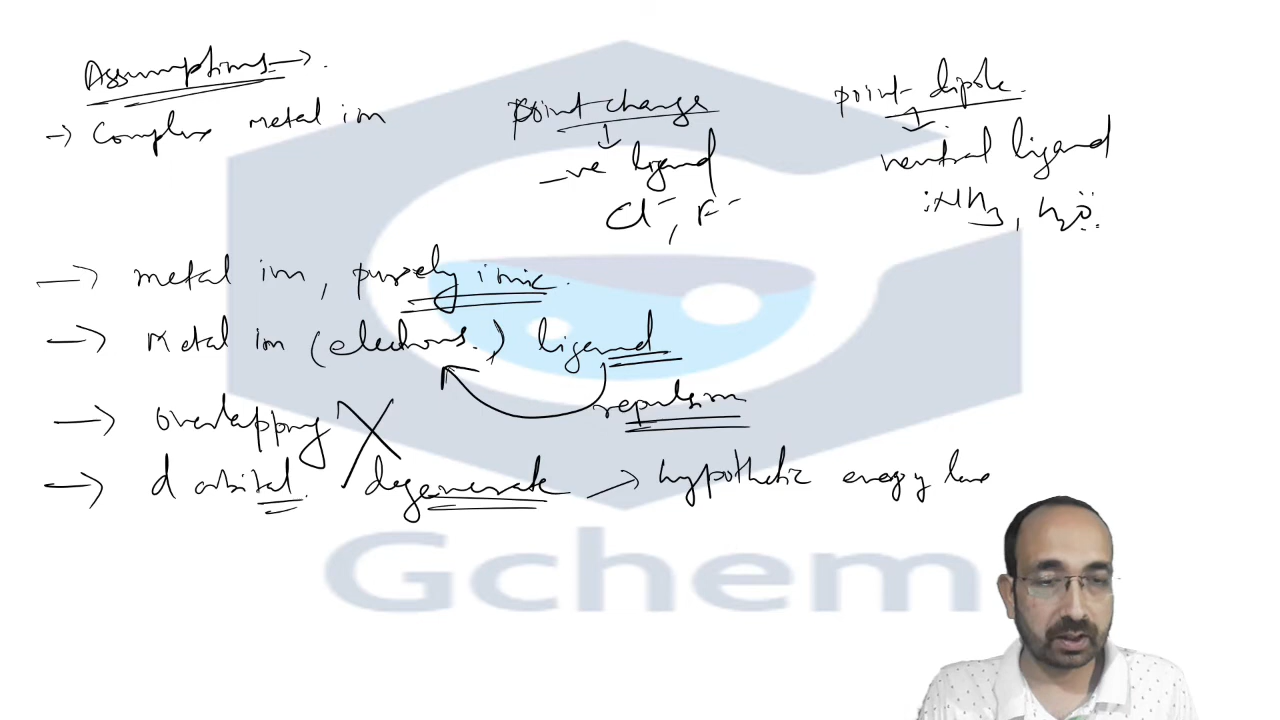 Assumptions →.
→ Complex metal ion
point charge
↓
-ve ligand
Cl⁻, F⁻
point dipole
↓
neutral ligand
:NH3, H2O
→ metal ion, purely ionic.
→ Metal ion (electrons.) ligand
repulsion
→ overlapping X
→ d orbital degenerate → hypothetic energy
Gchem